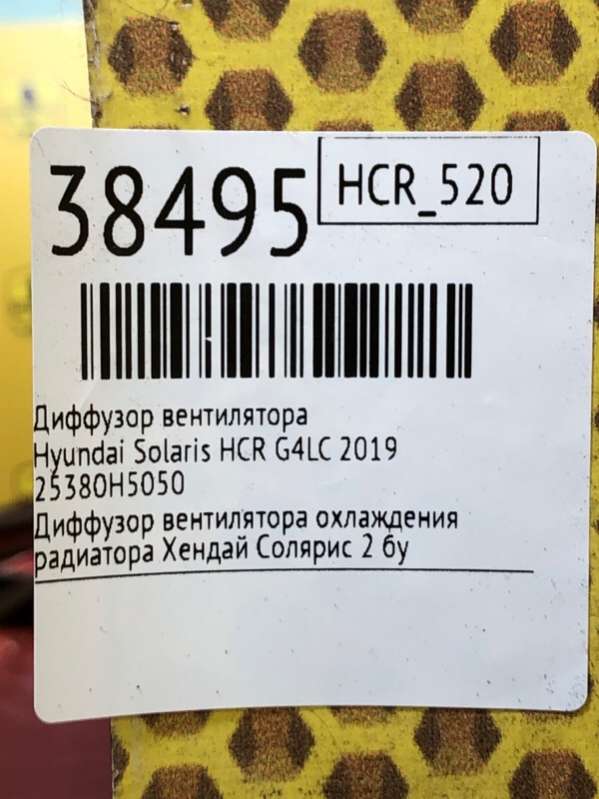 38495
HCR_520
Диффузор вентилятора
Hyundai Solaris HCR G4LC 2019
25380H5050
Диффузор вентилятора охлаждения
радиатора Хендай Солярис 2 бу